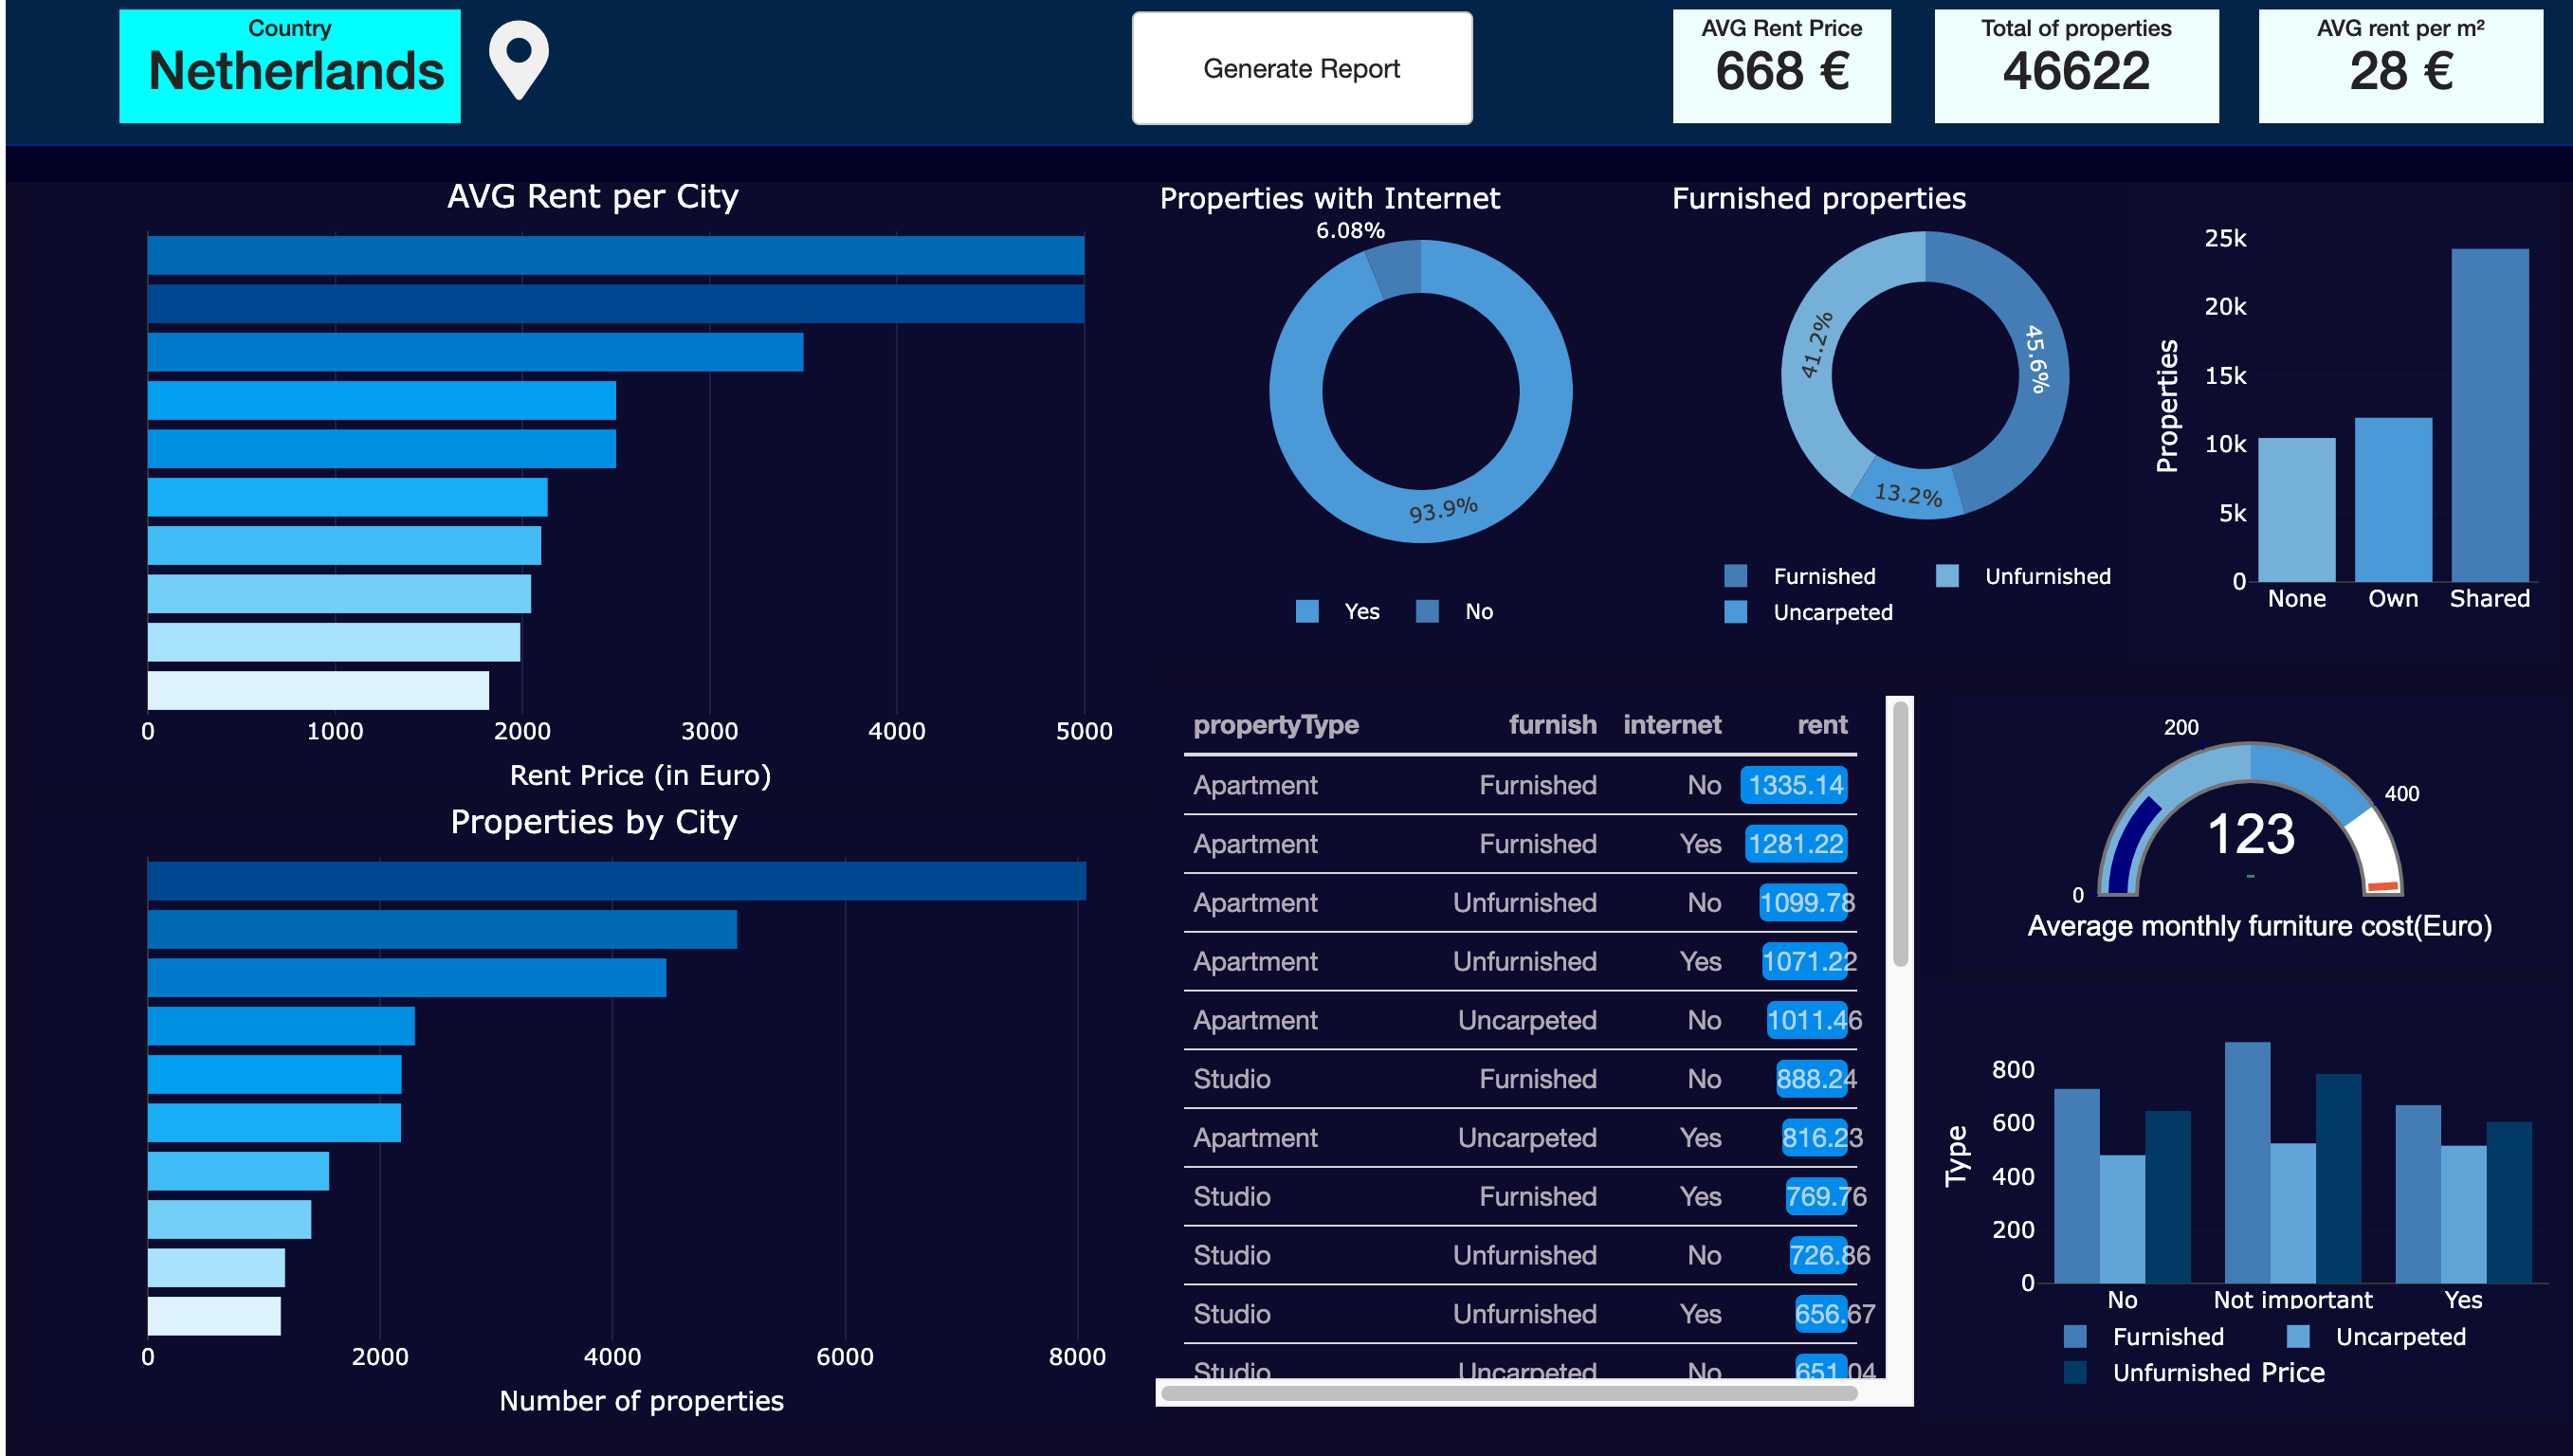 Country
Netherlands
Generate Report
AVG Rent Price
668 €
Total of properties
46622
AVG rent per m²
28 €
AVG Rent per City
0 1000 2000 3000 4000 5000
Rent Price (in Euro)
Properties by City
0 2000 4000 6000 8000
Number of properties
Properties with Internet
6.08%
93.9%
Yes No
Furnished properties
45.6%
41.2%
13.2%
Furnished Unfurnished
Uncarpeted
Properties
25k
20k
15k
10k
5k
0
None Own Shared
propertyType furnish internet rent
Apartment Furnished No 1335.14
Apartment Furnished Yes 1281.22
Apartment Unfurnished No 1099.78
Apartment Unfurnished Yes 1071.22
Apartment Uncarpeted No 1011.46
Studio Furnished No 888.24
Apartment Uncarpeted Yes 816.23
Studio Furnished Yes 769.76
Studio Unfurnished No 726.86
Studio Unfurnished Yes 656.67
Studio Uncarpeted No 651.04
200
400
0
123
-
Average monthly furniture cost(Euro)
Type
800
600
400
200
0
No Not important Yes
Furnished Uncarpeted
Unfurnished Price